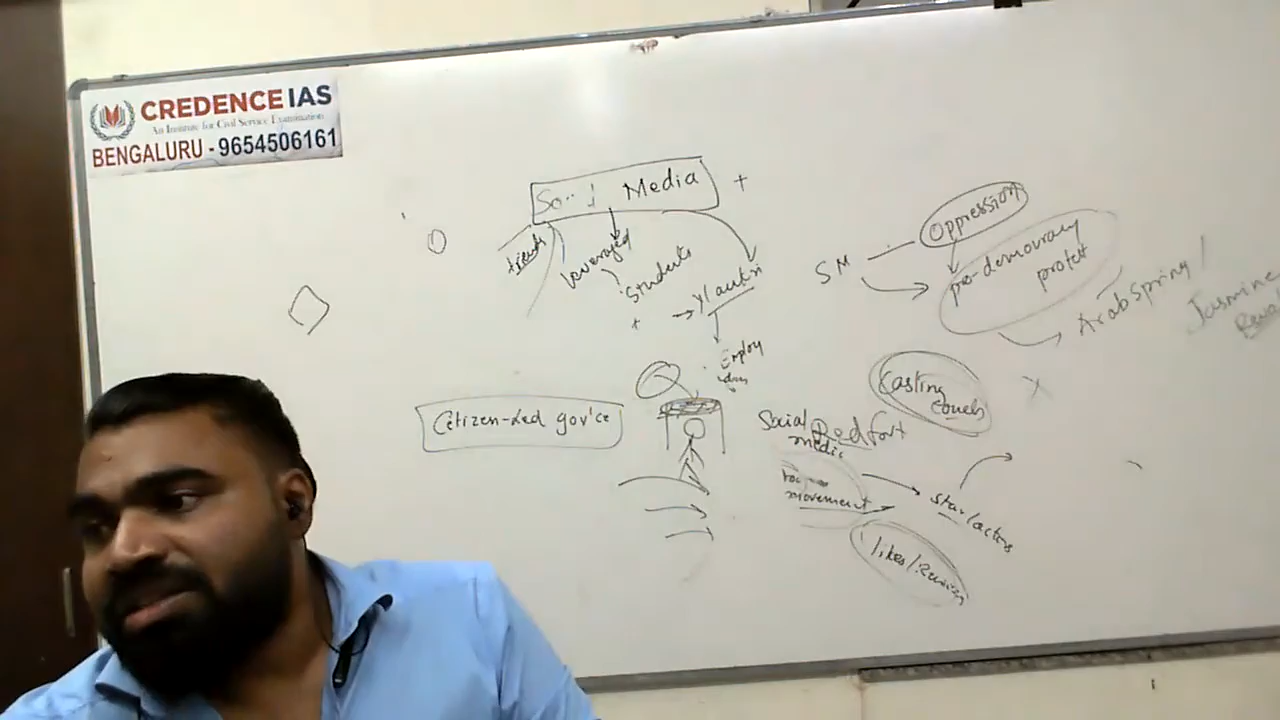 CREDENCE IAS
An Institute for Civil Service Examination
BENGALURU - 9654506161
Media +
leveraged
Students
+
SM
Oppression
pro-democracy
protest
Arab Spring /
Jasmine
Employ
Casting
couch
X
Citizen-Led gov'ce
Social
media
Red fort
movement
star/actors
likes/